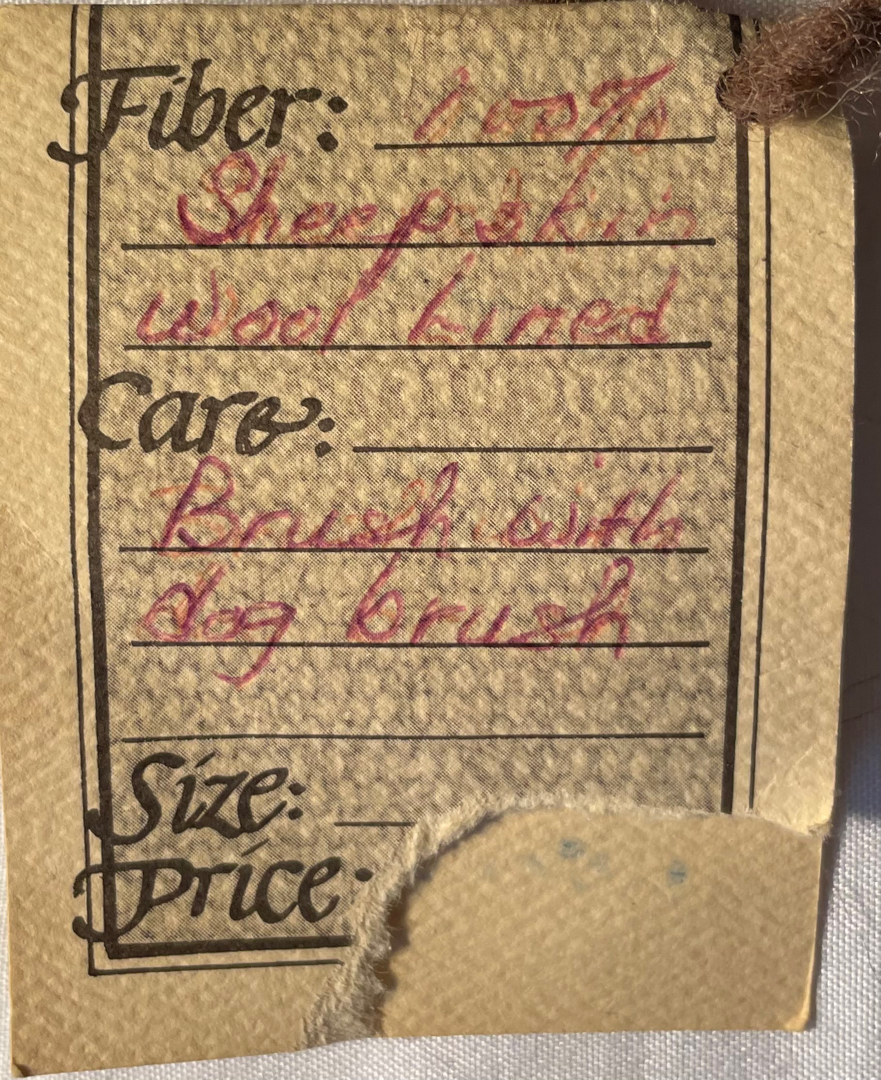 Fiber: 100%
Sheepskin
Wool Lined
Care:
Brush with
dog brush
Size:
Price: